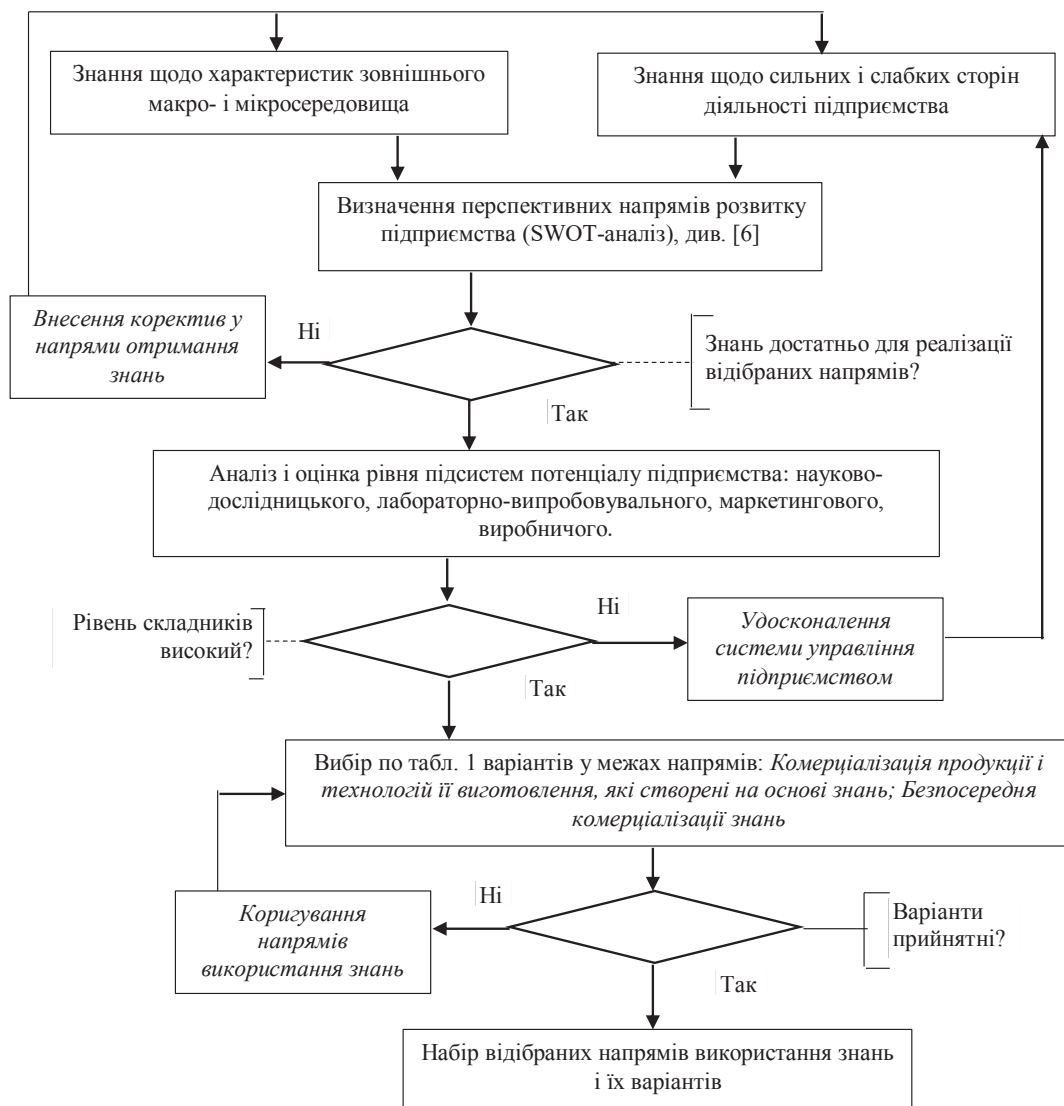 Знання щодо характеристик зовнішнього
макро- і мікросередовища
Знання щодо сильних і слабких сторін
діяльності підприємства
Визначення перспективних напрямів розвитку
підприємства (SWOT-аналіз), див. [6]
Внесення коректив у
напрями отримання
знань
Ні
Знань достатньо для реалізації
відібраних напрямів?
Так
Аналіз і оцінка рівня підсистем потенціалу підприємства: науково-
дослідницького, лабораторно-випробовувального, маркетингового,
виробничого.
Рівень складників
високий?
Ні
Удосконалення
системи управління
підприємством
Так
Вибір по табл. 1 варіантів у межах напрямів: Комерціалізація продукції і
технологій її виготовлення, які створені на основі знань; Безпосередня
комерціалізації знань
Коригування
напрямів
використання знань
Ні
Варіанти
прийнятні?
Так
Набір відібраних напрямів використання знань
і їх варіантів